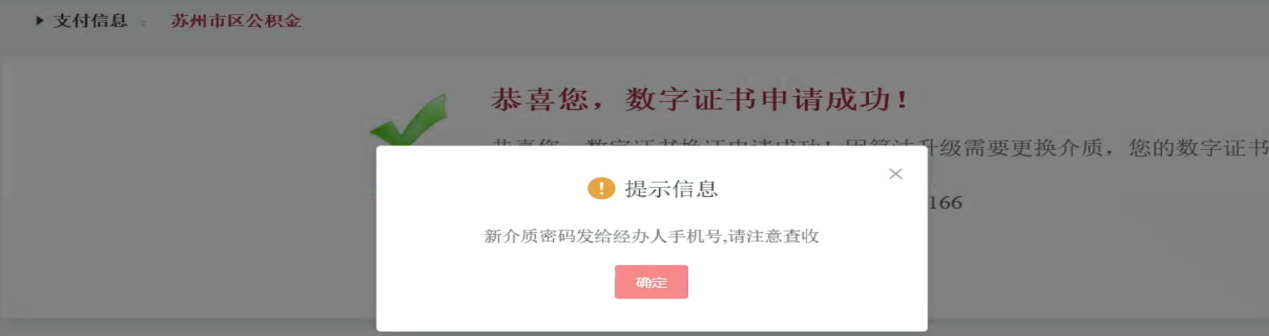 支付信息： 苏州市区公积金
恭喜您，数字证书申请成功！
恭喜您，数字证书换证申请成功！因算法升级需要更换介质，您的数字证书
166
提示信息
新介质密码发给经办人手机号,请注意查收
确定